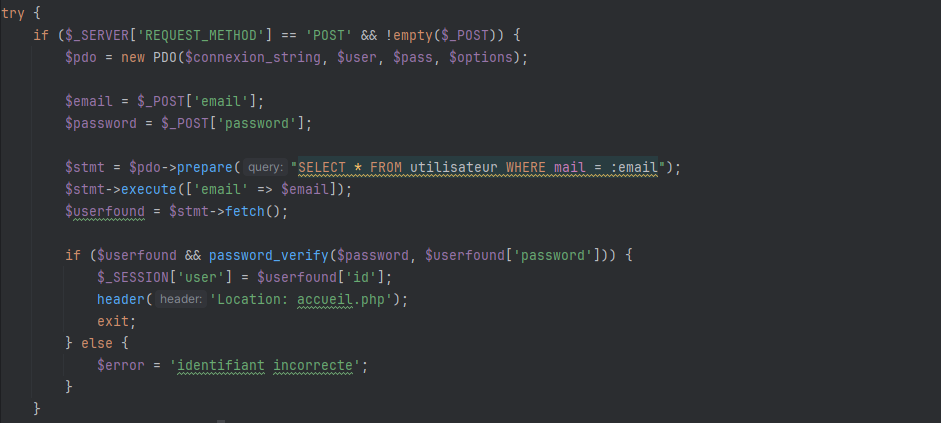 try {
if ($_SERVER['REQUEST_METHOD'] == 'POST' && !empty($_POST)) {
$pdo = new PDO($connexion_string, $user, $pass, $options);
$email = $_POST['email'];
$password = $_POST['password'];
$stmt = $pdo->prepare( query: "SELECT * FROM utilisateur WHERE mail = :email");
$stmt->execute(['email' => $email]);
$userfound = $stmt->fetch();
if ($userfound && password_verify($password, $userfound['password'])) {
$_SESSION['user'] = $userfound['id'];
header( header: 'Location: accueil.php');
exit;
} else {
$error = 'identifiant incorrecte';
}
}